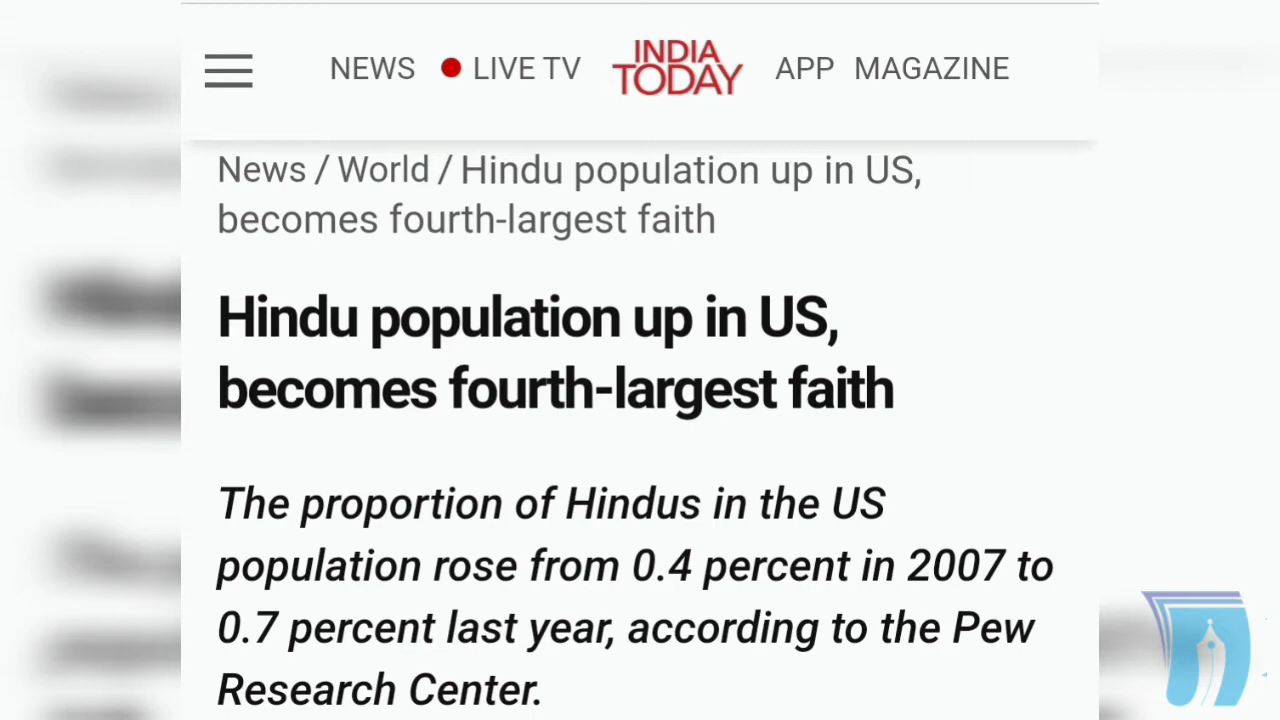 NEWS LIVE TV INDIA TODAY APP MAGAZINE
News / World / Hindu population up in US,
becomes fourth-largest faith
Hindu population up in US,
becomes fourth-largest faith
The proportion of Hindus in the US
population rose from 0.4 percent in 2007 to
0.7 percent last year, according to the Pew
Research Center.